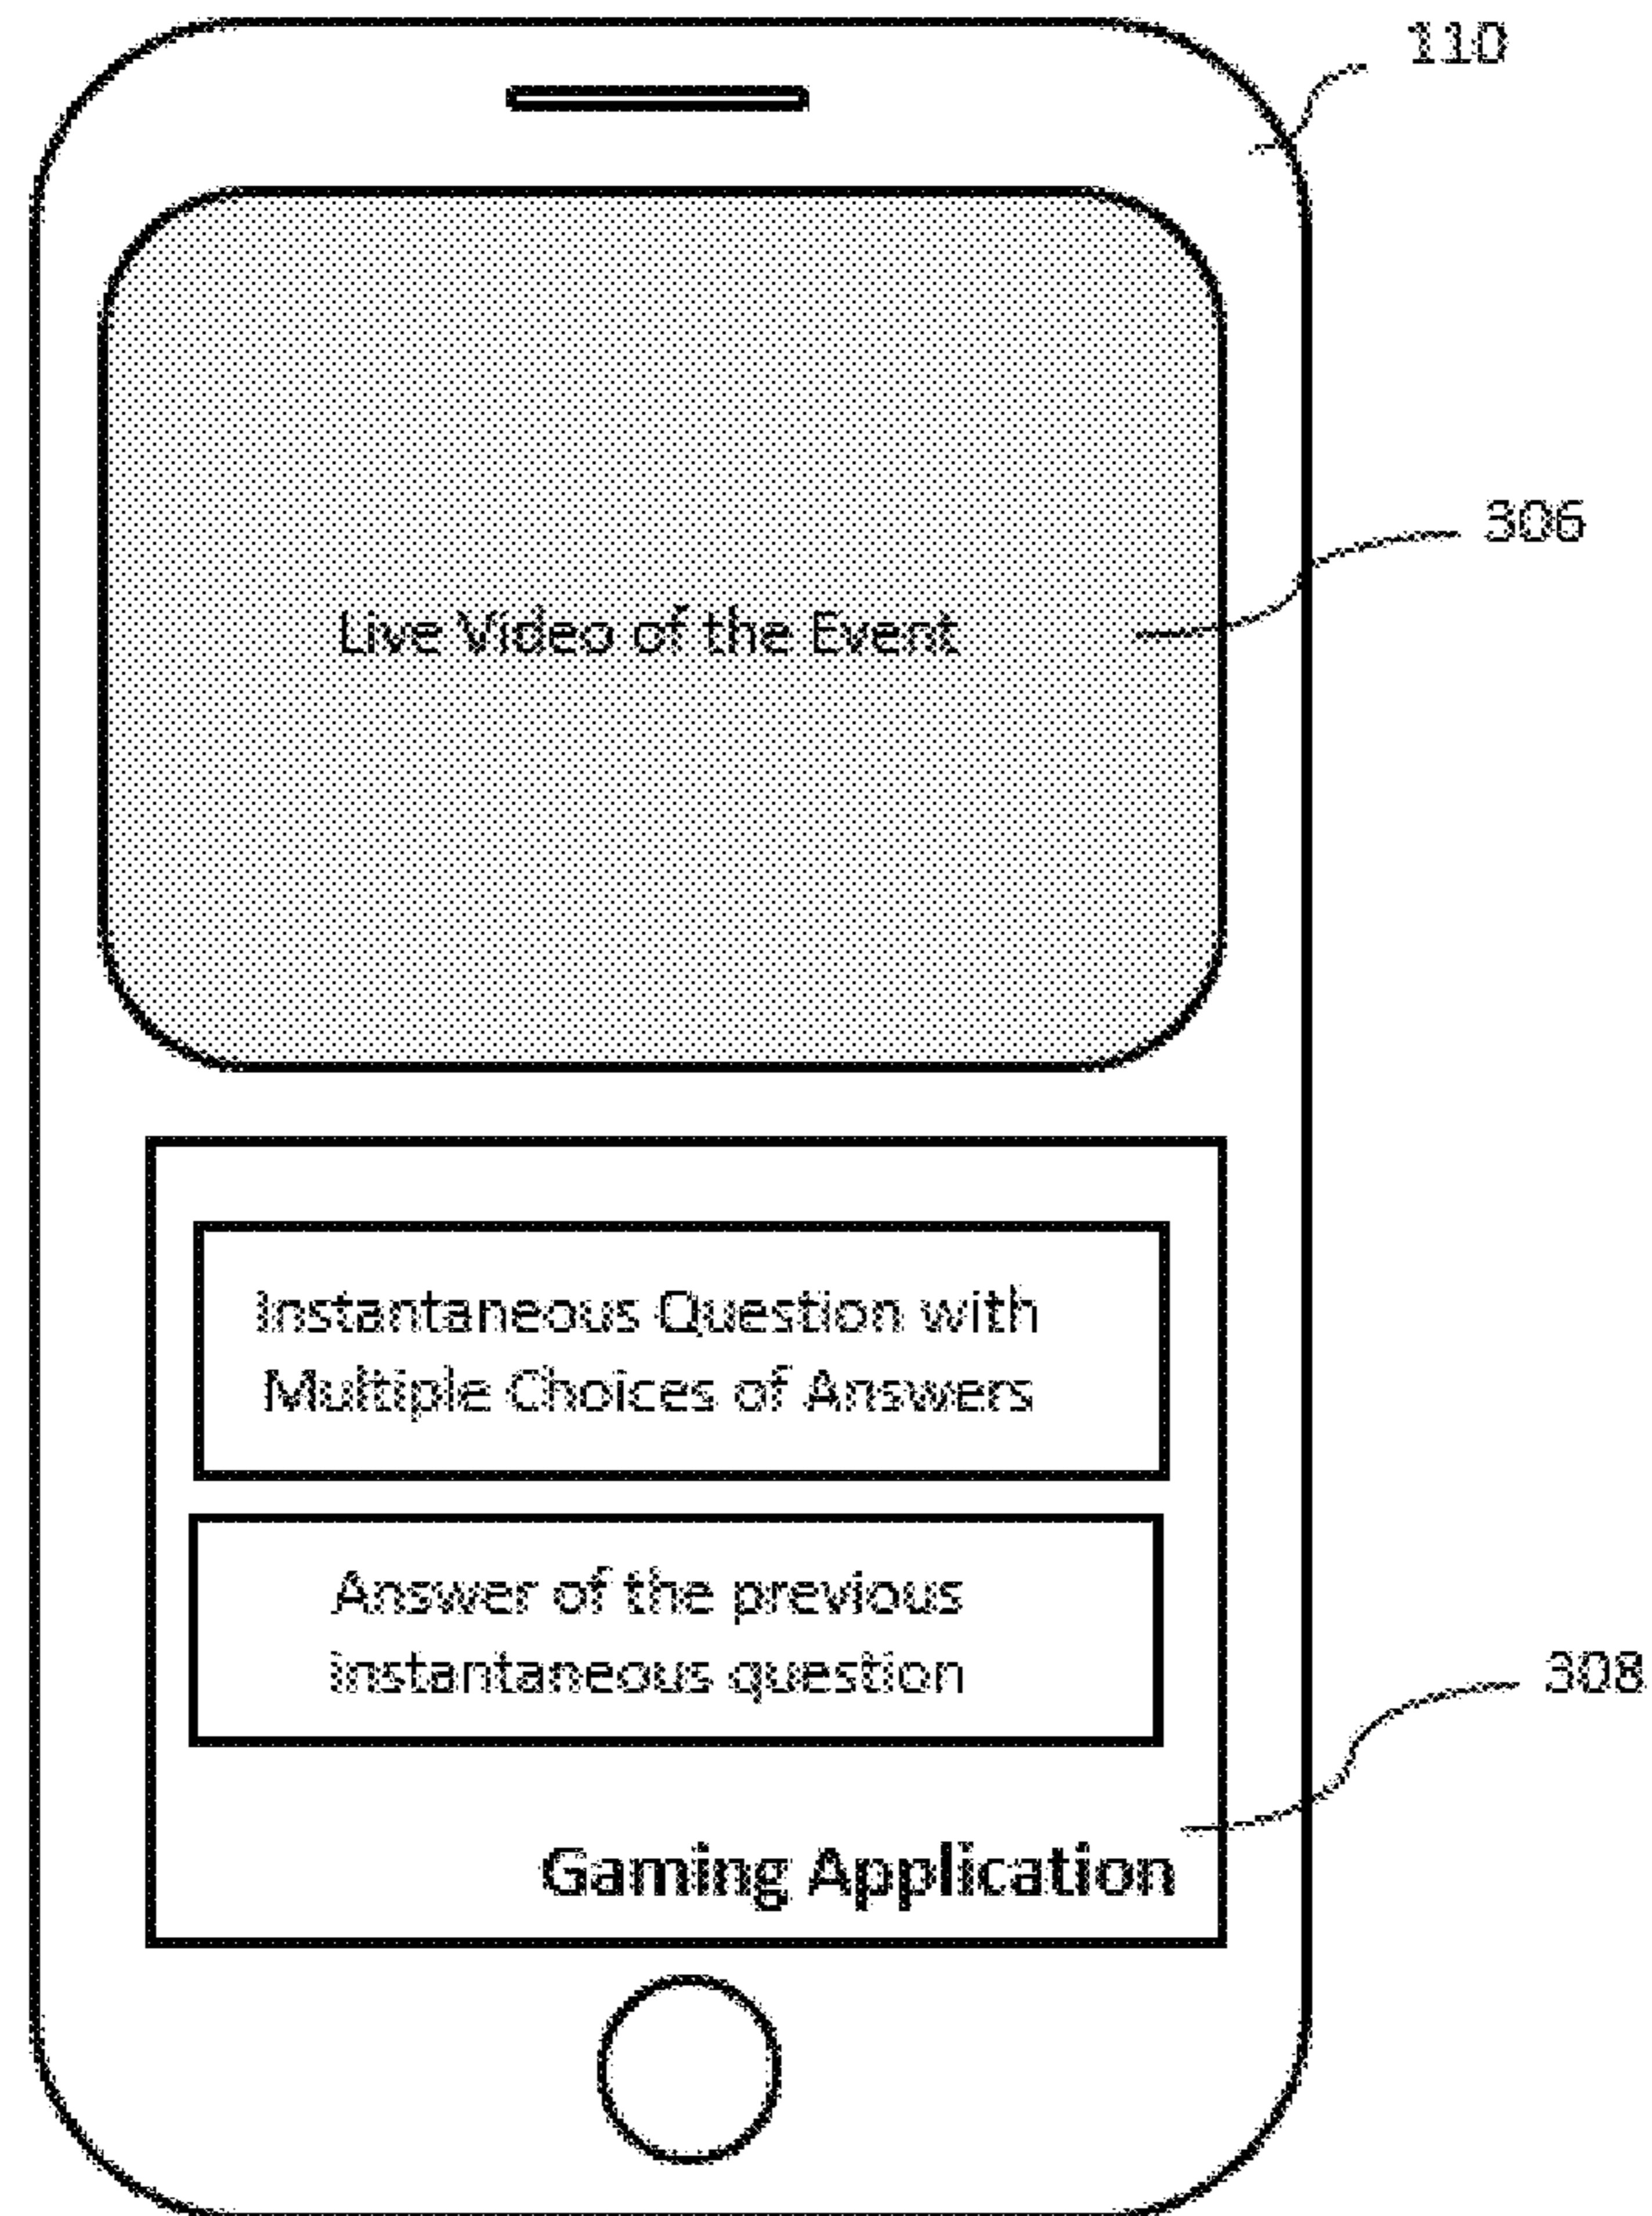 110
306
Live Video of the Event
Instantaneous Question with
Multiple Choices of Answers
Answer of the previous
instantaneous question
308
Gaming Application